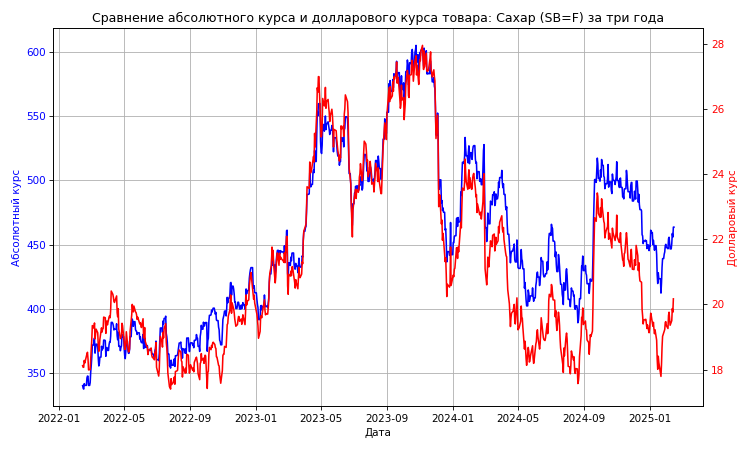 Сравнение абсолютного курса и долларового курса товара: Сахар (SB=F) за три года
Абсолютный курс
600
550
500
450
400
350
28
26
24
22
20
18
Долларовый курс
2022-01 2022-05 2022-09 2023-01 2023-05 2023-09 2024-01 2024-05 2024-09 2025-01
Дата